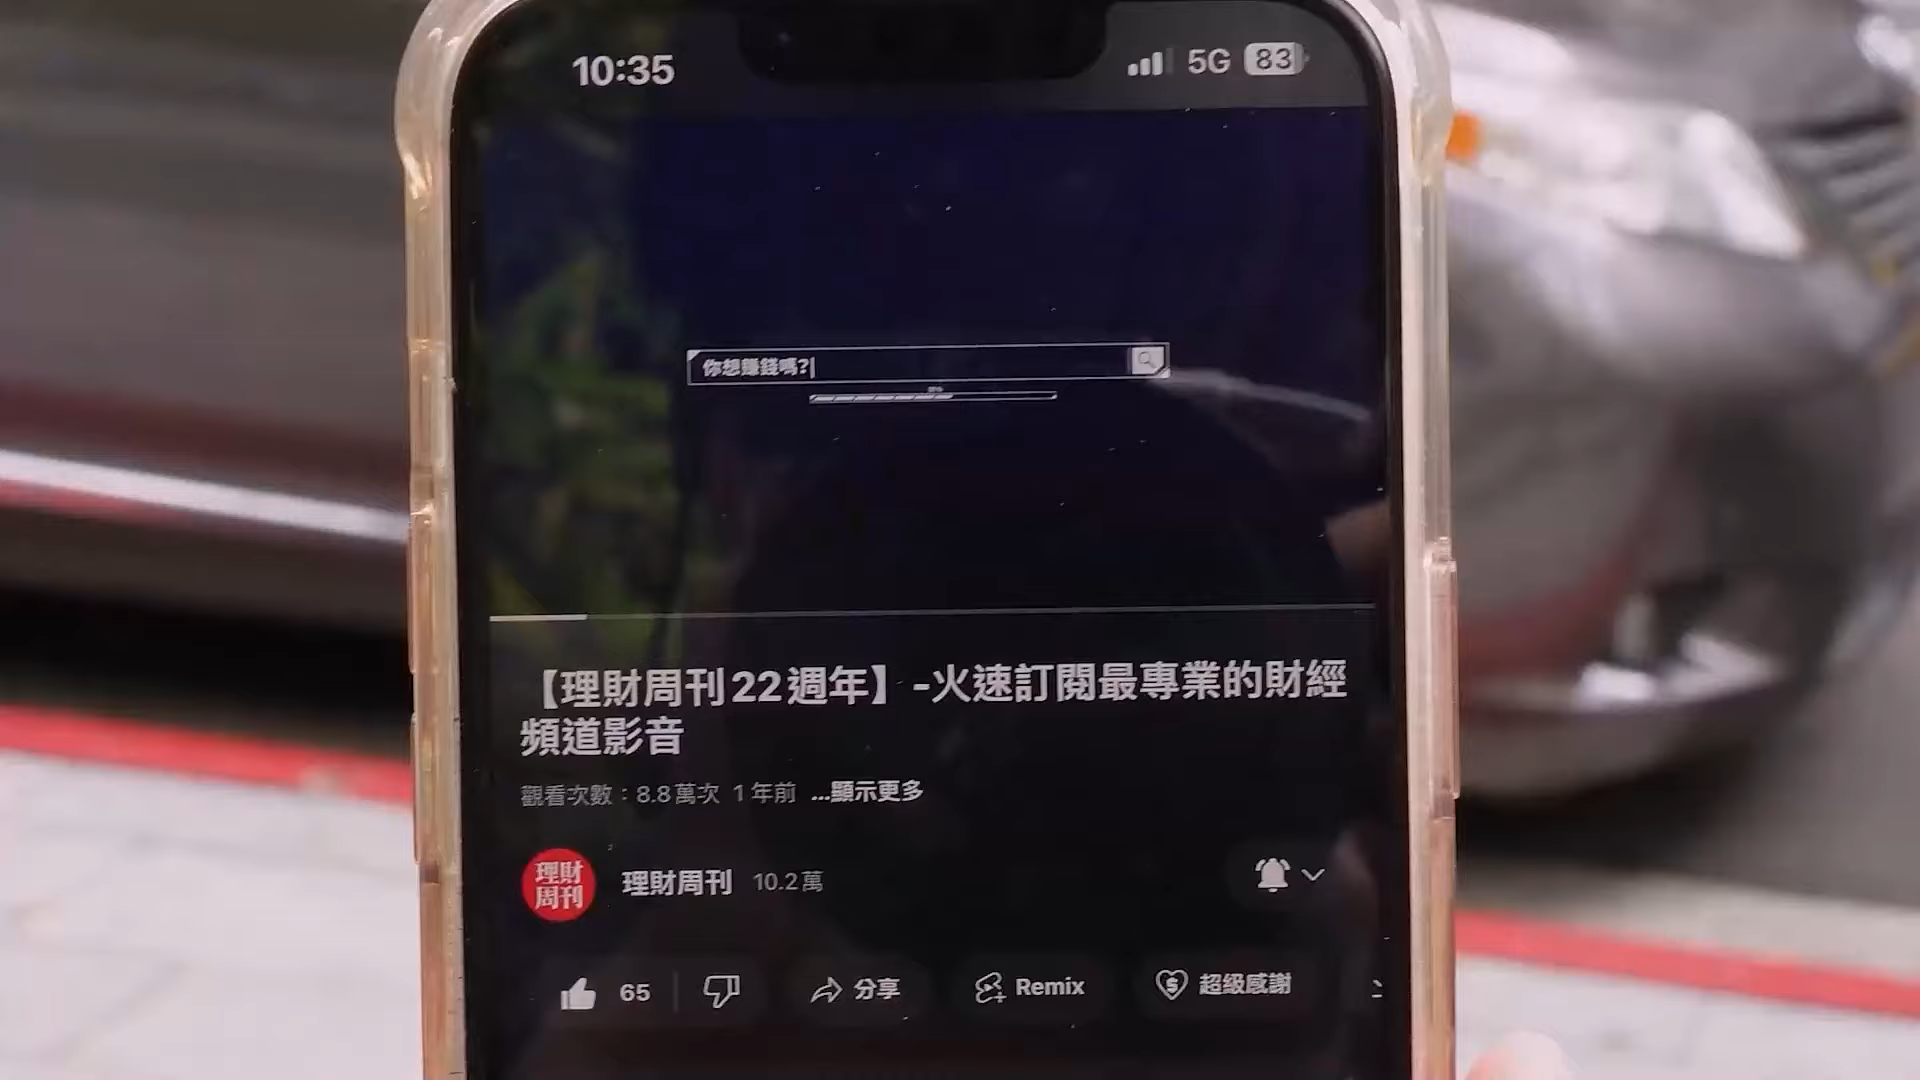 10:35
5G 83
你想賺錢嗎?
【理財周刊22週年】-火速訂閱最專業的財經
頻道影音
觀看次數：8.8萬次 1年前 ...顯示更多
理財
周刊
理財周刊 10.2萬
65
分享
Remix
超級感謝